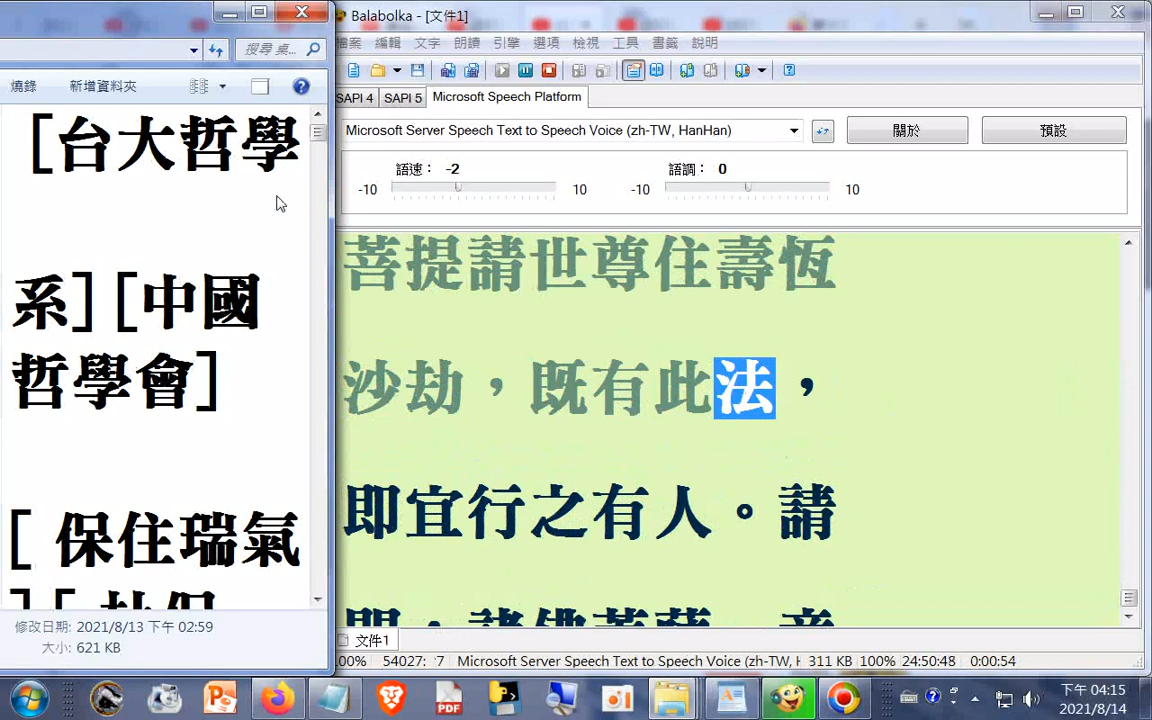 搜尋 桌...
燒錄
新增資料夾
[台大哲學
系][中國
哲學會]
[ 保住瑞氣
修改日期: 2021/8/13 下午 02:59
大小: 621 KB
Balabolka - [文件1]
檔案 編輯 文字 朗讀 引擎 選項 檢視 工具 書籤 說明
SAPI 4 SAPI 5 Microsoft Speech Platform
Microsoft Server Speech Text to Speech Voice (zh-TW, HanHan)
關於
預設
語速: -2
語調: 0
-10 10 -10 10
菩提請世尊住壽恆
沙劫，既有此法，
即宜行之有人。請
文件1
100% 54027: 7 Microsoft Server Speech Text to Speech Voice (zh-TW, H 311 KB 100% 24:50:48 0:00:54
PDF
下午 04:15
2021/8/14